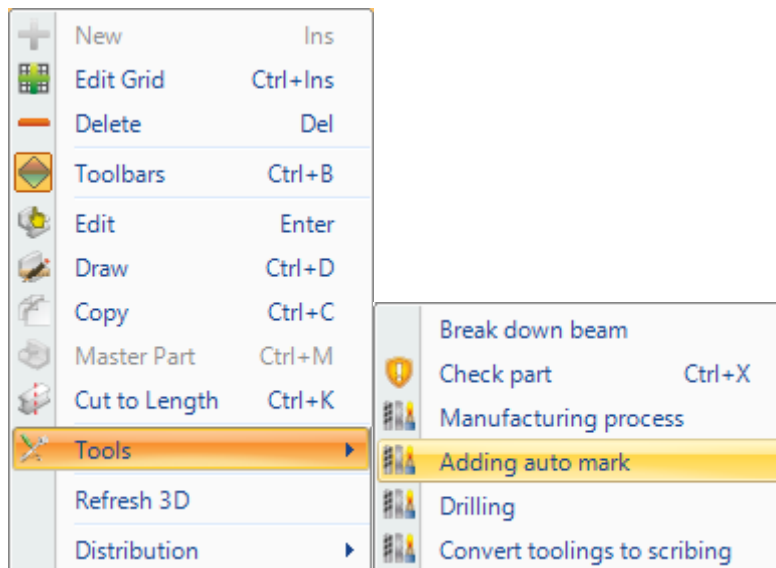 New Ins
Edit Grid Ctrl+Ins
Delete Del
Toolbars Ctrl+B
Edit Enter
Draw Ctrl+D
Copy Ctrl+C
Master Part Ctrl+M
Cut to Length Ctrl+K
Tools
Refresh 3D
Distribution
Break down beam
Check part Ctrl+X
Manufacturing process
Adding auto mark
Drilling
Convert toolings to scribing